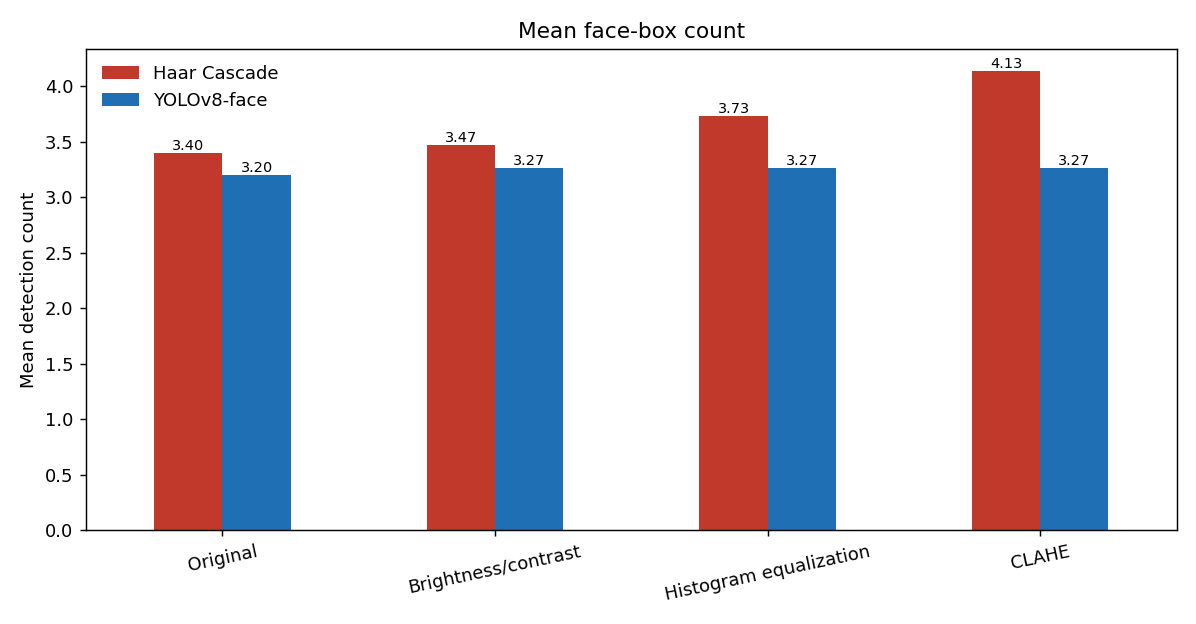 Mean face-box count
Haar Cascade
YOLOv8-face
Mean detection count
4.0
3.5
3.0
2.5
2.0
1.5
1.0
0.5
0.0
3.40
3.20
3.47
3.27
3.73
3.27
4.13
3.27
Original
Brightness/contrast
Histogram equalization
CLAHE